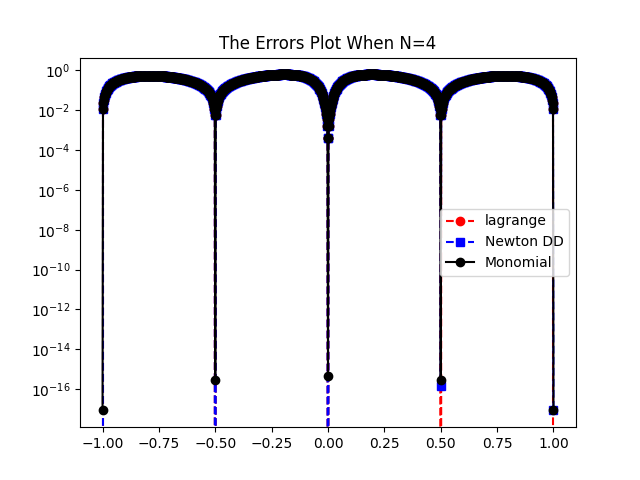 The Errors Plot When N=4
10⁰
10⁻²
10⁻⁴
10⁻⁶
10⁻⁸
10⁻¹⁰
10⁻¹²
10⁻¹⁴
10⁻¹⁶
lagrange
Newton DD
Monomial
−1.00 −0.75 −0.50 −0.25 0.00 0.25 0.50 0.75 1.00